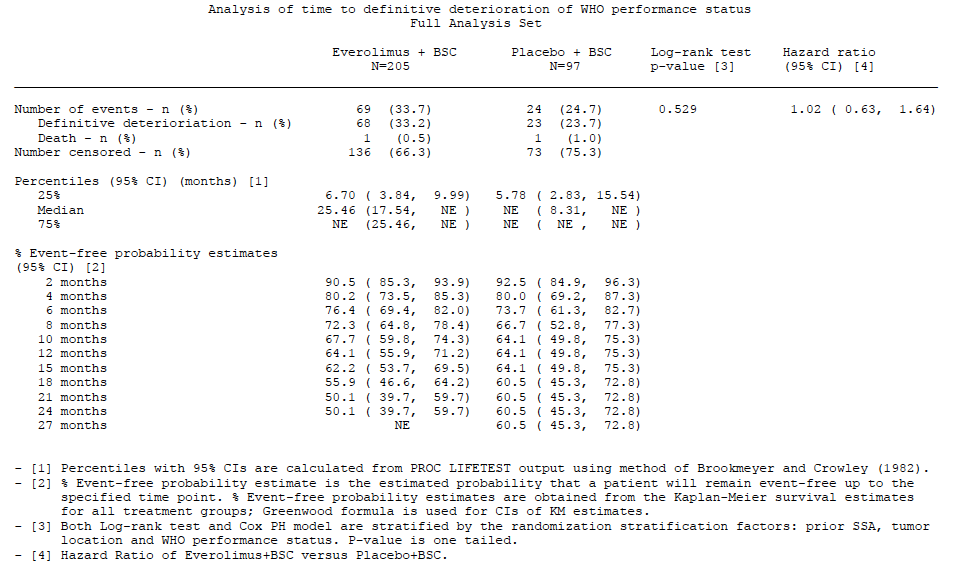 Analysis of time to definitive deterioration of WHO performance status
Full Analysis Set
Everolimus + BSC Placebo + BSC Log-rank test Hazard ratio
N=205 N=97 p-value [3] (95% CI) [4]
Number of events - n (%) 69 (33.7) 24 (24.7) 0.529 1.02 ( 0.63, 1.64)
Definitive deterioriation - n (%) 68 (33.2) 23 (23.7)
Death - n (%) 1 (0.5) 1 (1.0)
Number censored - n (%) 136 (66.3) 73 (75.3)
Percentiles (95% CI) (months) [1]
25% 6.70 ( 3.84, 9.99) 5.78 ( 2.83, 15.54)
Median 25.46 (17.54, NE ) NE ( 8.31, NE )
75% NE (25.46, NE ) NE ( NE , NE )
% Event-free probability estimates
(95% CI) [2]
2 months 90.5 ( 85.3, 93.9) 92.5 ( 84.9, 96.3)
4 months 80.2 ( 73.5, 85.3) 80.0 ( 69.2, 87.3)
6 months 76.4 ( 69.4, 82.0) 73.7 ( 61.3, 82.7)
8 months 72.3 ( 64.8, 78.4) 66.7 ( 52.8, 77.3)
10 months 67.7 ( 59.8, 74.3) 64.1 ( 49.8, 75.3)
12 months 64.1 ( 55.9, 71.2) 64.1 ( 49.8, 75.3)
15 months 62.2 ( 53.7, 69.5) 64.1 ( 49.8, 75.3)
18 months 55.9 ( 46.6, 64.2) 60.5 ( 45.3, 72.8)
21 months 50.1 ( 39.7, 59.7) 60.5 ( 45.3, 72.8)
24 months 50.1 ( 39.7, 59.7) 60.5 ( 45.3, 72.8)
27 months NE 60.5 ( 45.3, 72.8)
- [1] Percentiles with 95% CIs are calculated from PROC LIFETEST output using method of Brookmeyer and Crowley (1982).
- [2] % Event-free probability estimate is the estimated probability that a patient will remain event-free up to the
specified time point. % Event-free probability estimates are obtained from the Kaplan-Meier survival estimates
for all treatment groups; Greenwood formula is used for CIs of KM estimates.
- [3] Both Log-rank test and Cox PH model are stratified by the randomization stratification factors: prior SSA, tumor
location and WHO performance status. P-value is one tailed.
- [4] Hazard Ratio of Everolimus+BSC versus Placebo+BSC.